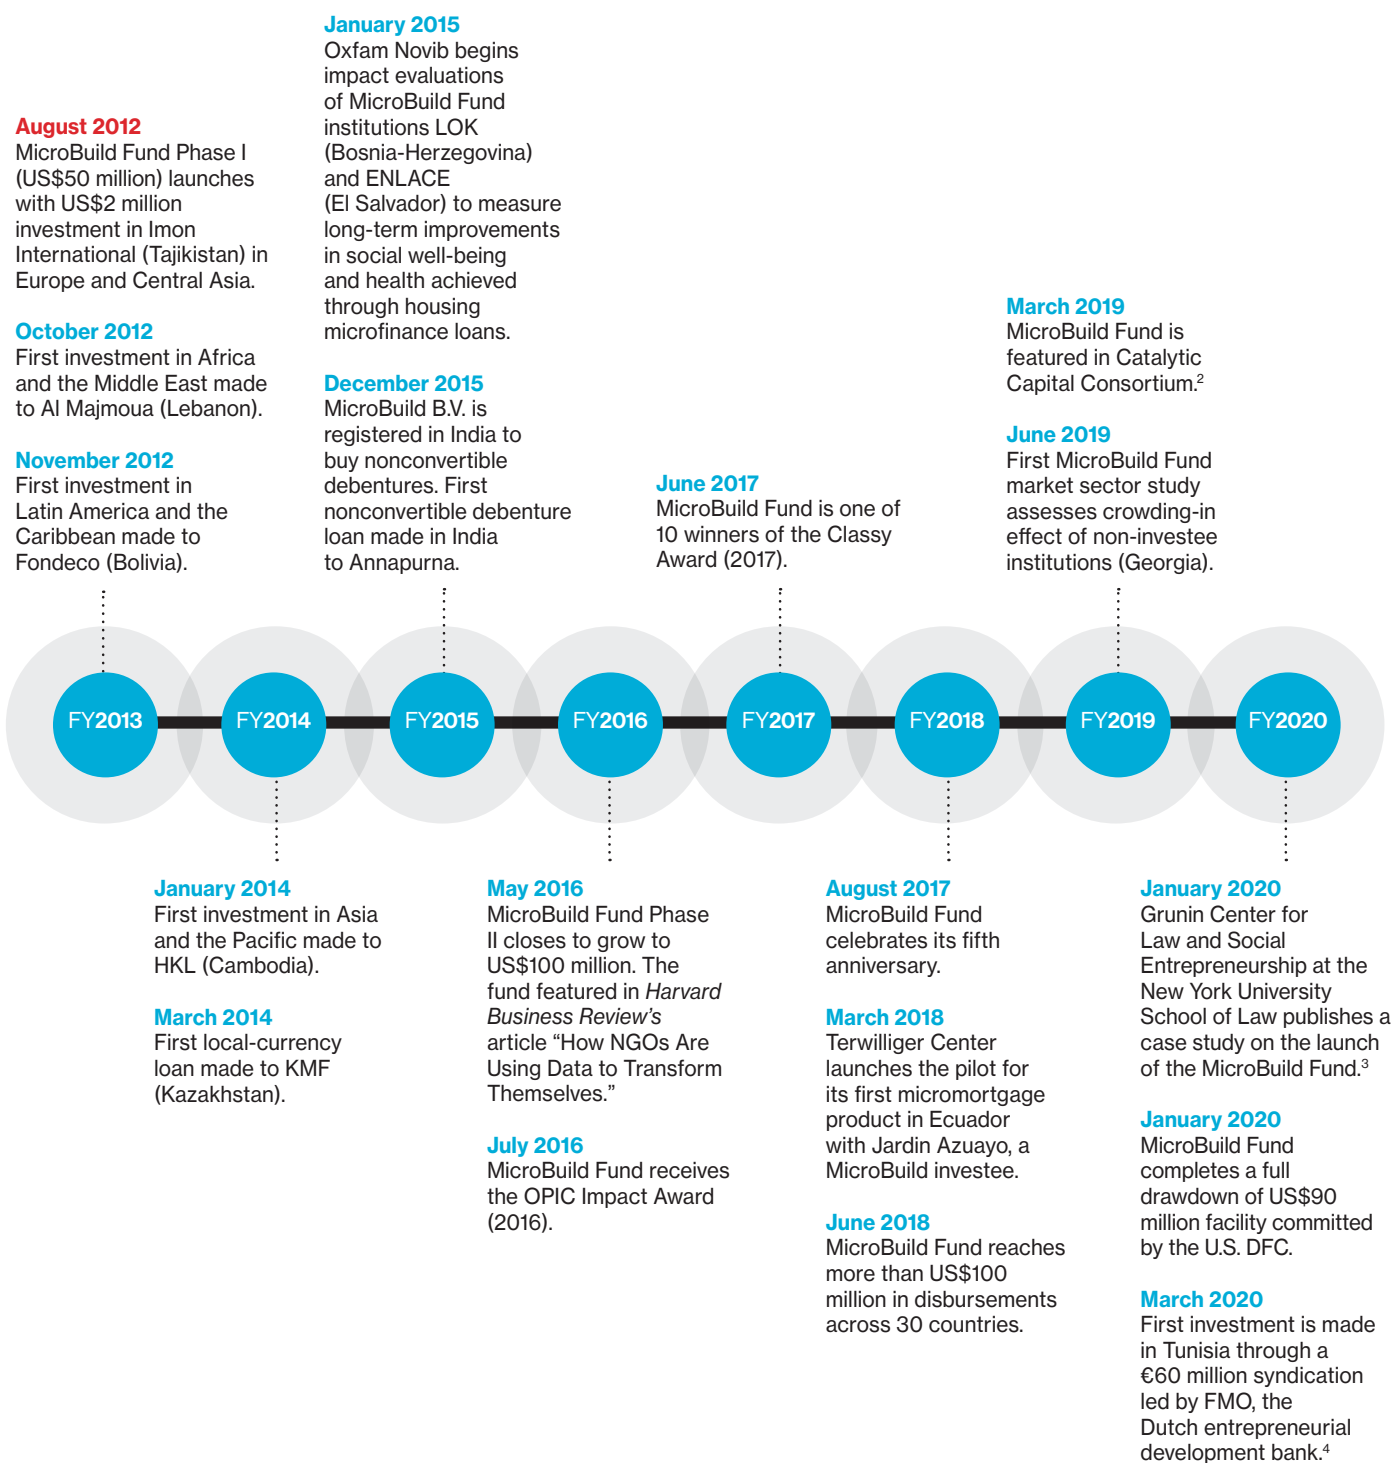 January 2015
Oxfam Novib begins
impact evaluations
of MicroBuild Fund
institutions LOK
(Bosnia-Herzegovina)
and ENLACE
(El Salvador) to measure
long-term improvements
in social well-being
and health achieved
through housing
microfinance loans.
December 2015
MicroBuild B.V. is
registered in India to
buy nonconvertible
debentures. First
nonconvertible debenture
loan made in India
to Annapurna.
August 2012
MicroBuild Fund Phase I
(US$50 million) launches
with US$2 million
investment in Imon
International (Tajikistan) in
Europe and Central Asia.
October 2012
First investment in Africa
and the Middle East made
to Al Majmoua (Lebanon).
November 2012
First investment in
Latin America and the
Caribbean made to
Fondeco (Bolivia).
June 2017
MicroBuild Fund is one of
10 winners of the Classy
Award (2017).
March 2019
MicroBuild Fund is
featured in Catalytic
Capital Consortium.²
June 2019
First MicroBuild Fund
market sector study
assesses crowding-in
effect of non-investee
institutions (Georgia).
FY2013 FY2014 FY2015 FY2016 FY2017 FY2018 FY2019 FY2020
January 2014
First investment in Asia
and the Pacific made to
HKL (Cambodia).
March 2014
First local-currency
loan made to KMF
(Kazakhstan).
May 2016
MicroBuild Fund Phase
II closes to grow to
US$100 million. The
fund featured in Harvard
Business Review's
article “How NGOs Are
Using Data to Transform
Themselves.”
July 2016
MicroBuild Fund receives
the OPIC Impact Award
(2016).
August 2017
MicroBuild Fund
celebrates its fifth
anniversary.
March 2018
Terwilliger Center
launches the pilot for
its first micromortgage
product in Ecuador
with Jardin Azuayo, a
MicroBuild investee.
June 2018
MicroBuild Fund reaches
more than US$100
million in disbursements
across 30 countries.
January 2020
Grunin Center for
Law and Social
Entrepreneurship at the
New York University
School of Law publishes a
case study on the launch
of the MicroBuild Fund.³
January 2020
MicroBuild Fund
completes a full
drawdown of US$90
million facility committed
by the U.S. DFC.
March 2020
First investment is made
in Tunisia through a
€60 million syndication
led by FMO, the
Dutch entrepreneurial
development bank.⁴